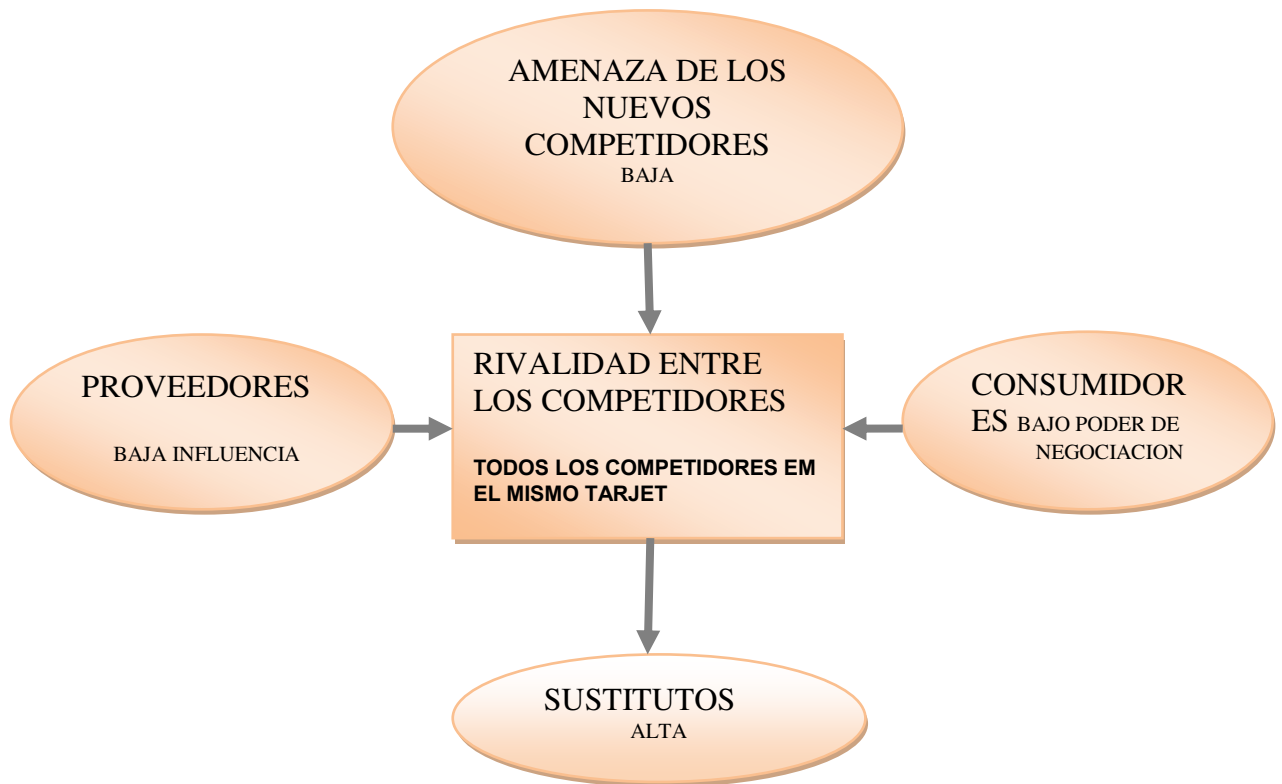 AMENAZA DE LOS
NUEVOS
COMPETIDORES
BAJA
PROVEEDORES
BAJA INFLUENCIA
RIVALIDAD ENTRE
LOS COMPETIDORES
TODOS LOS COMPETIDORES EM
EL MISMO TARJET
CONSUMIDOR
ES BAJO PODER DE
NEGOCIACION
SUSTITUTOS
ALTA